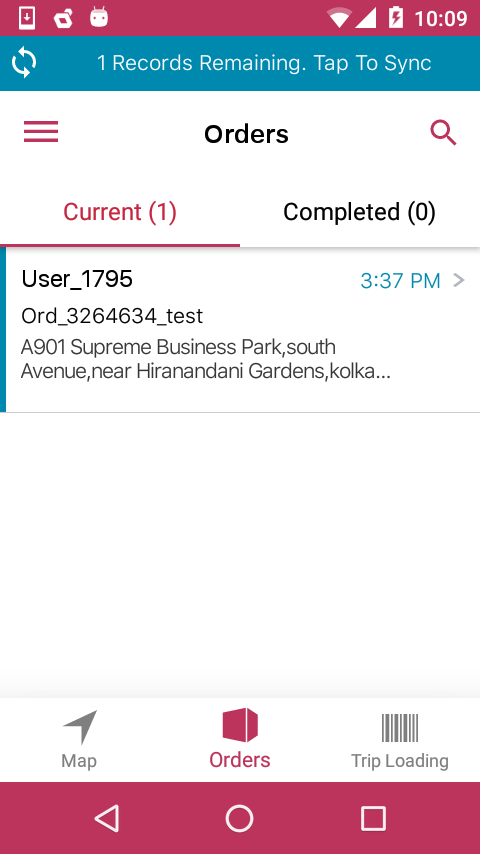 10:09
1 Records Remaining. Tap To Sync
Orders
Current (1) Completed (0)
User_1795 3:37 PM
Ord_3264634_test
A901 Supreme Business Park,south
Avenue,near Hiranandani Gardens,kolka...
Map Orders Trip Loading